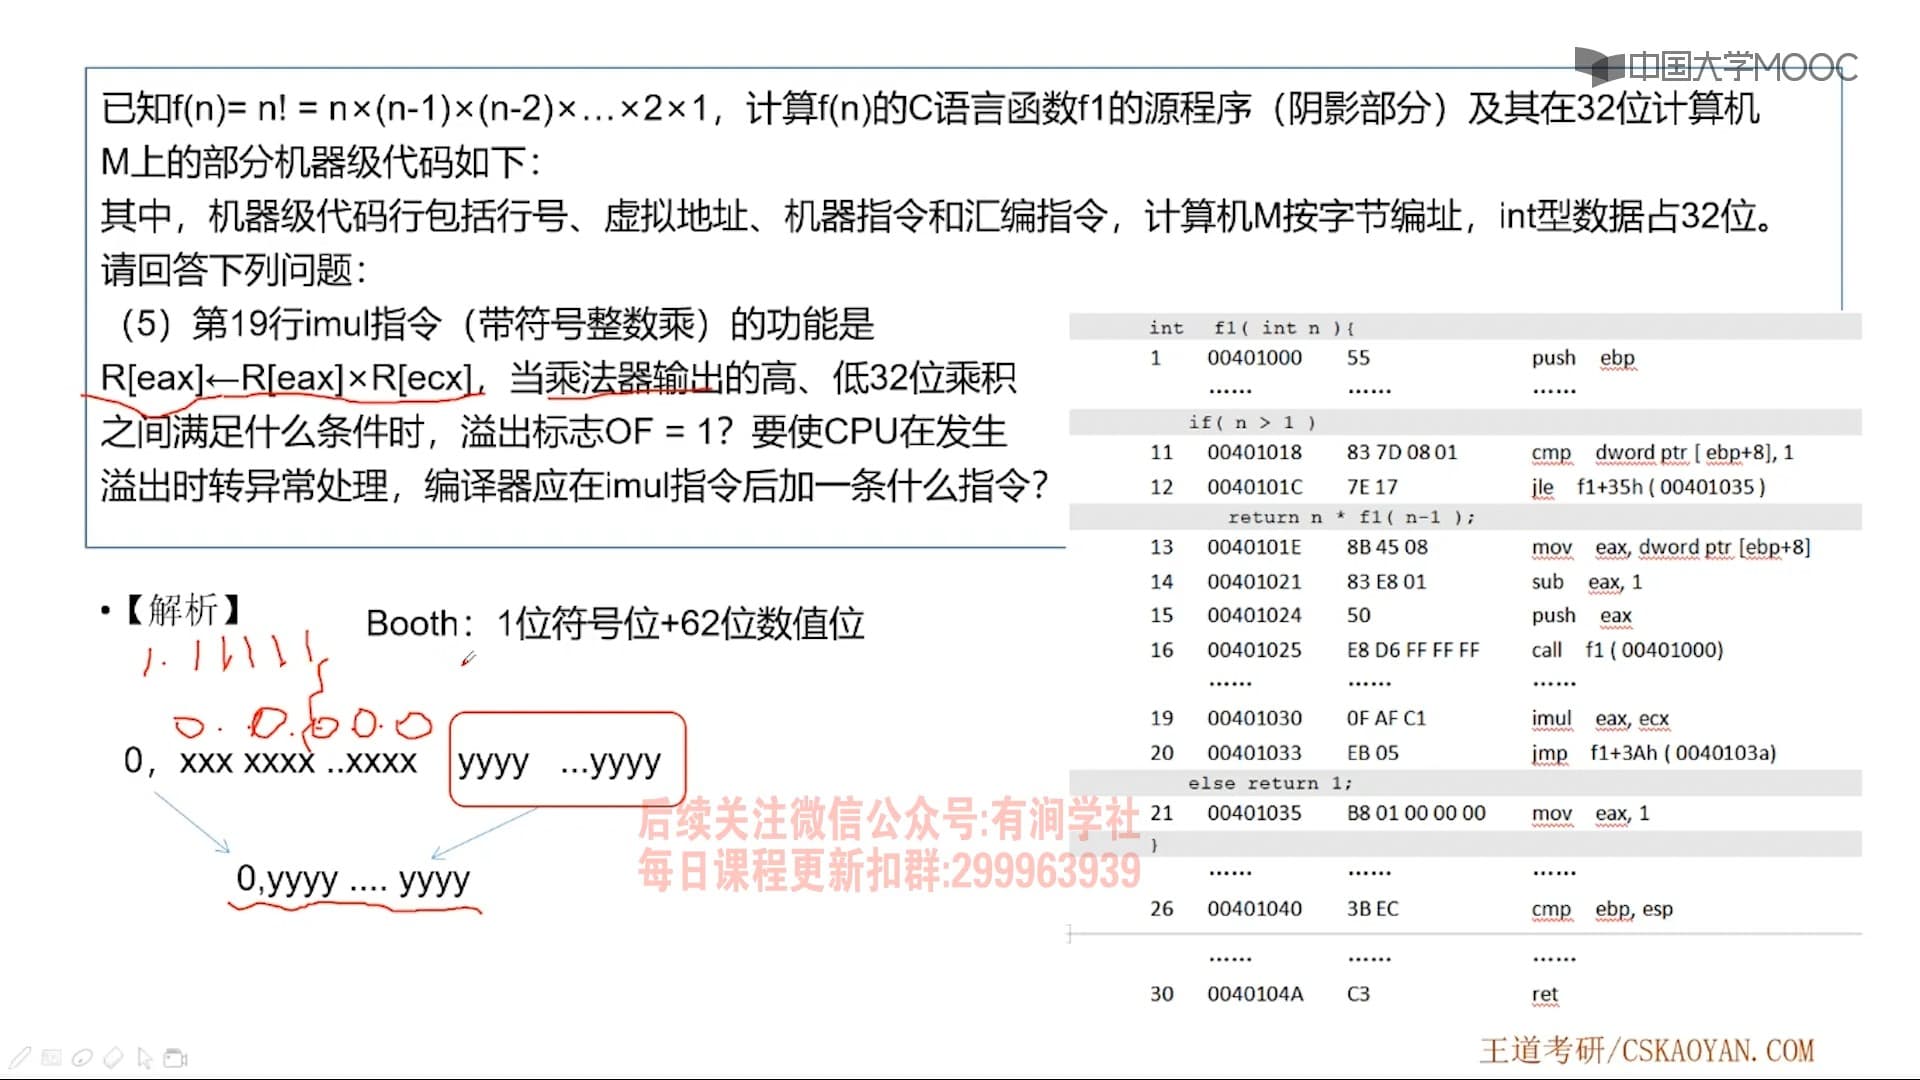 中国大学MOOC
已知f(n)= n! = n×(n-1)×(n-2)×…×2×1，计算f(n)的C语言函数f1的源程序（阴影部分）及其在32位计算机
M上的部分机器级代码如下：
其中，机器级代码行包括行号、虚拟地址、机器指令和汇编指令，计算机M按字节编址，int型数据占32位。
请回答下列问题：
（5）第19行imul指令（带符号整数乘）的功能是
R[eax]←R[eax]×R[ecx]，当乘法器输出的高、低32位乘积
之间满足什么条件时，溢出标志OF = 1？要使CPU在发生
溢出时转异常处理，编译器应在imul指令后加一条什么指令？
int f1( int n ){
1 00401000 55 push ebp
...... ...... ......
if( n > 1 )
11 00401018 83 7D 08 01 cmp dword ptr [ ebp+8], 1
12 0040101C 7E 17 jle f1+35h ( 00401035 )
return n * f1( n-1 );
13 0040101E 8B 45 08 mov eax, dword ptr [ebp+8]
14 00401021 83 E8 01 sub eax, 1
15 00401024 50 push eax
16 00401025 E8 D6 FF FF FF call f1 ( 00401000)
...... ...... ......
19 00401030 0F AF C1 imul eax, ecx
20 00401033 EB 05 jmp f1+3Ah ( 0040103a)
else return 1;
21 00401035 B8 01 00 00 00 mov eax, 1
}
...... ...... ......
26 00401040 3B EC cmp ebp, esp
...... ...... ......
30 0040104A C3 ret
•【解析】
Booth：1位符号位+62位数值位
1. 1 1 1 1 1
0. 0. 0 0. 0
0，xxx xxxx ..xxxx yyyy ...yyyy
0,yyyy .... yyyy
后续关注微信公众号:有涧学社
每日课程更新扣群:299963939
王道考研/CSKAOYAN.COM